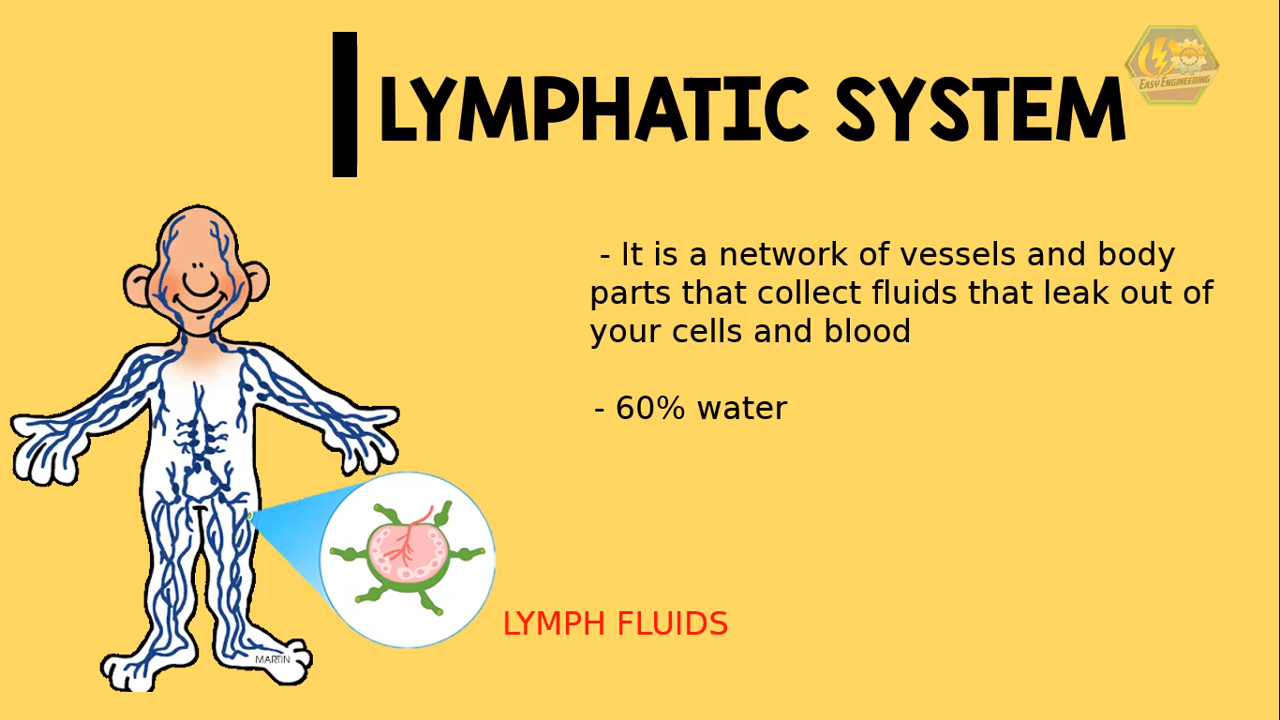 LYMPHATIC SYSTEM
EASY ENGINEERING
- It is a network of vessels and body
parts that collect fluids that leak out of
your cells and blood
- 60% water
LYMPH FLUIDS
MARTIN